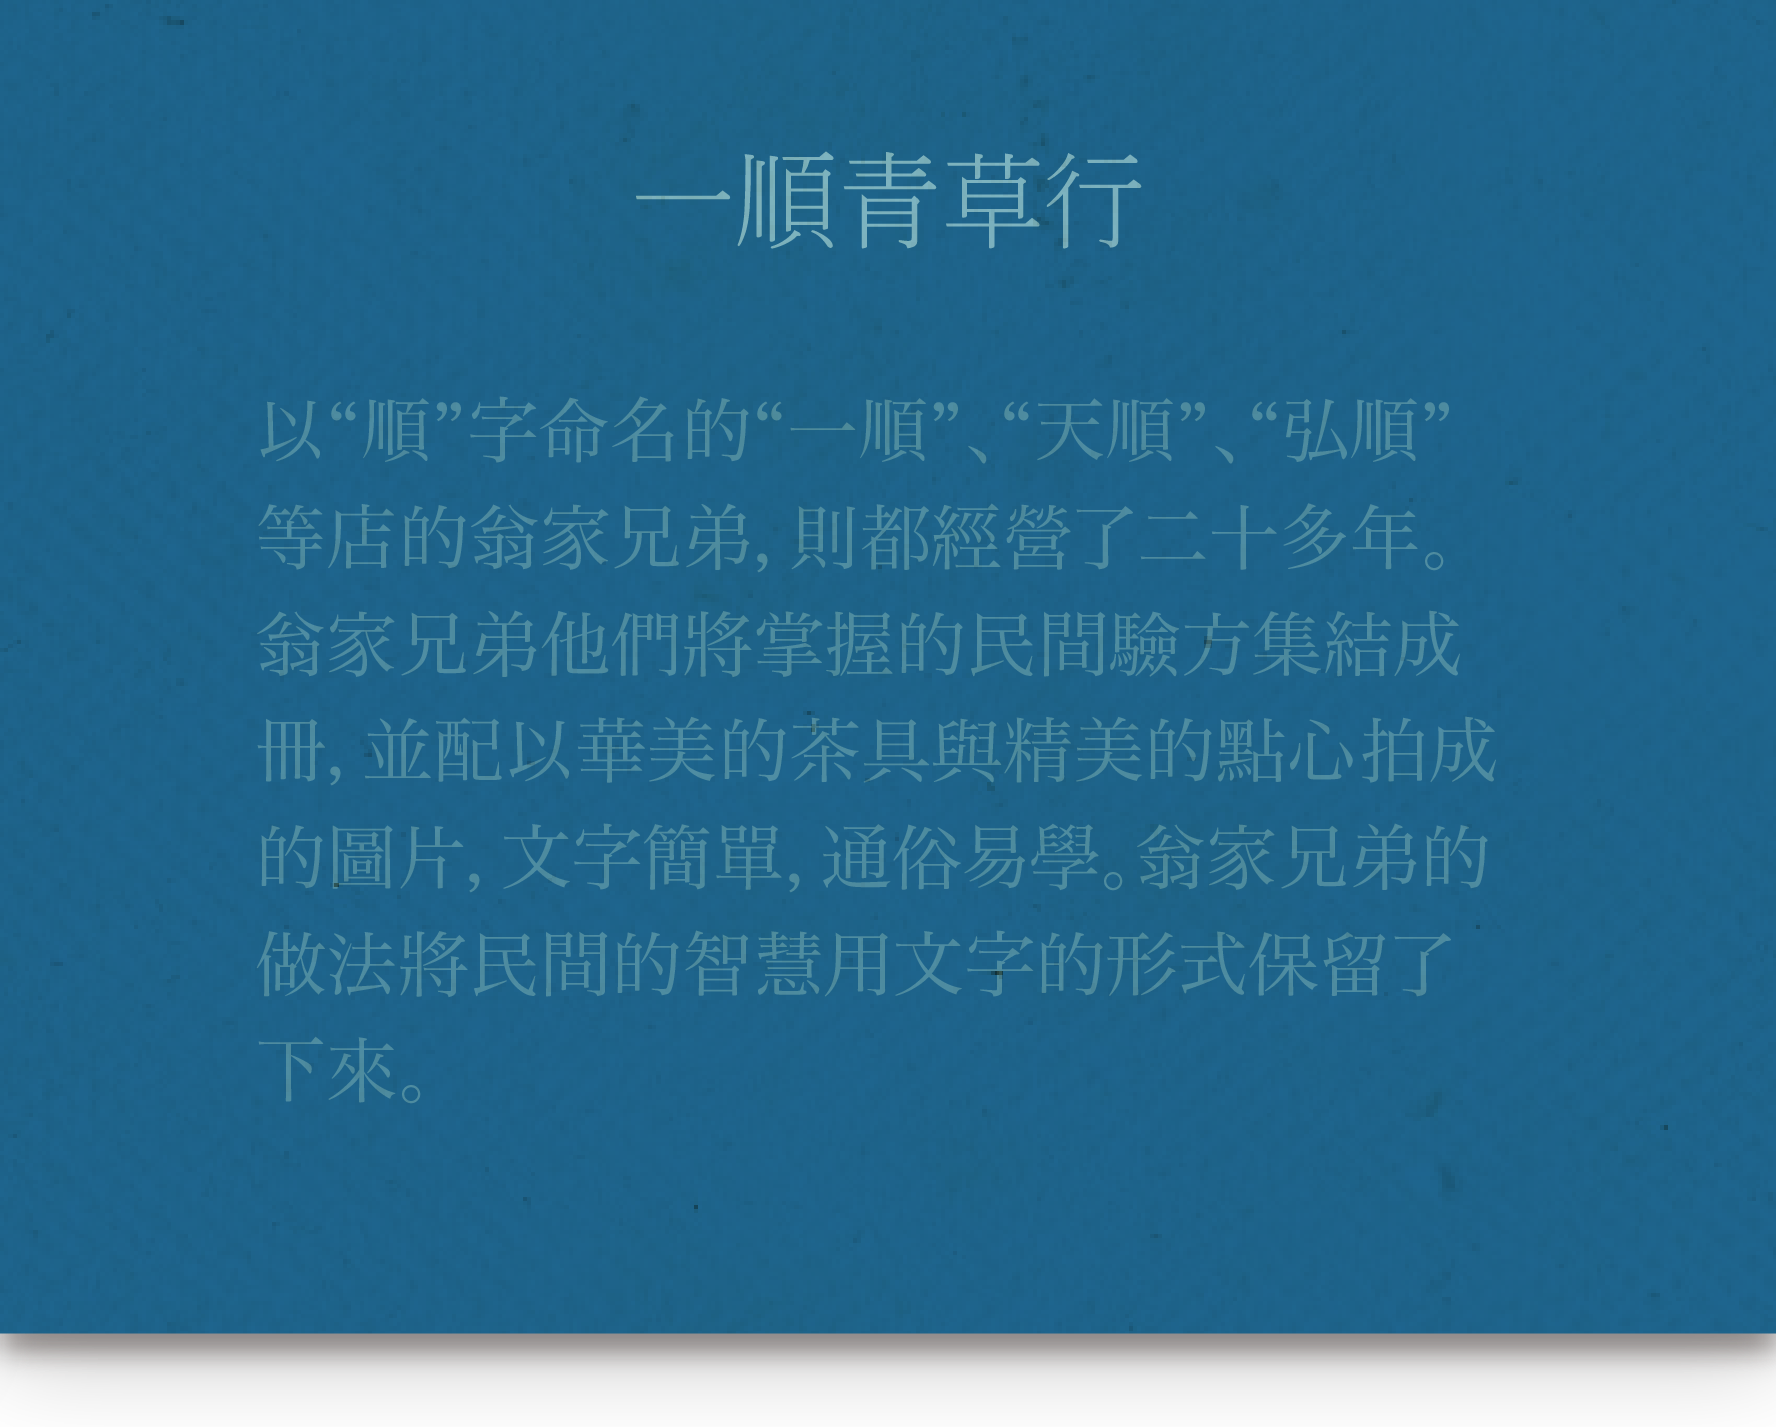 一順青草行
以“順”字命名的“一順”、“天順”、“弘順”
等店的翁家兄弟，則都經營了二十多年。
翁家兄弟他們將掌握的民間驗方集結成
冊，並配以華美的茶具與精美的點心拍成
的圖片，文字簡單，通俗易學。翁家兄弟的
做法將民間的智慧用文字的形式保留了
下來。